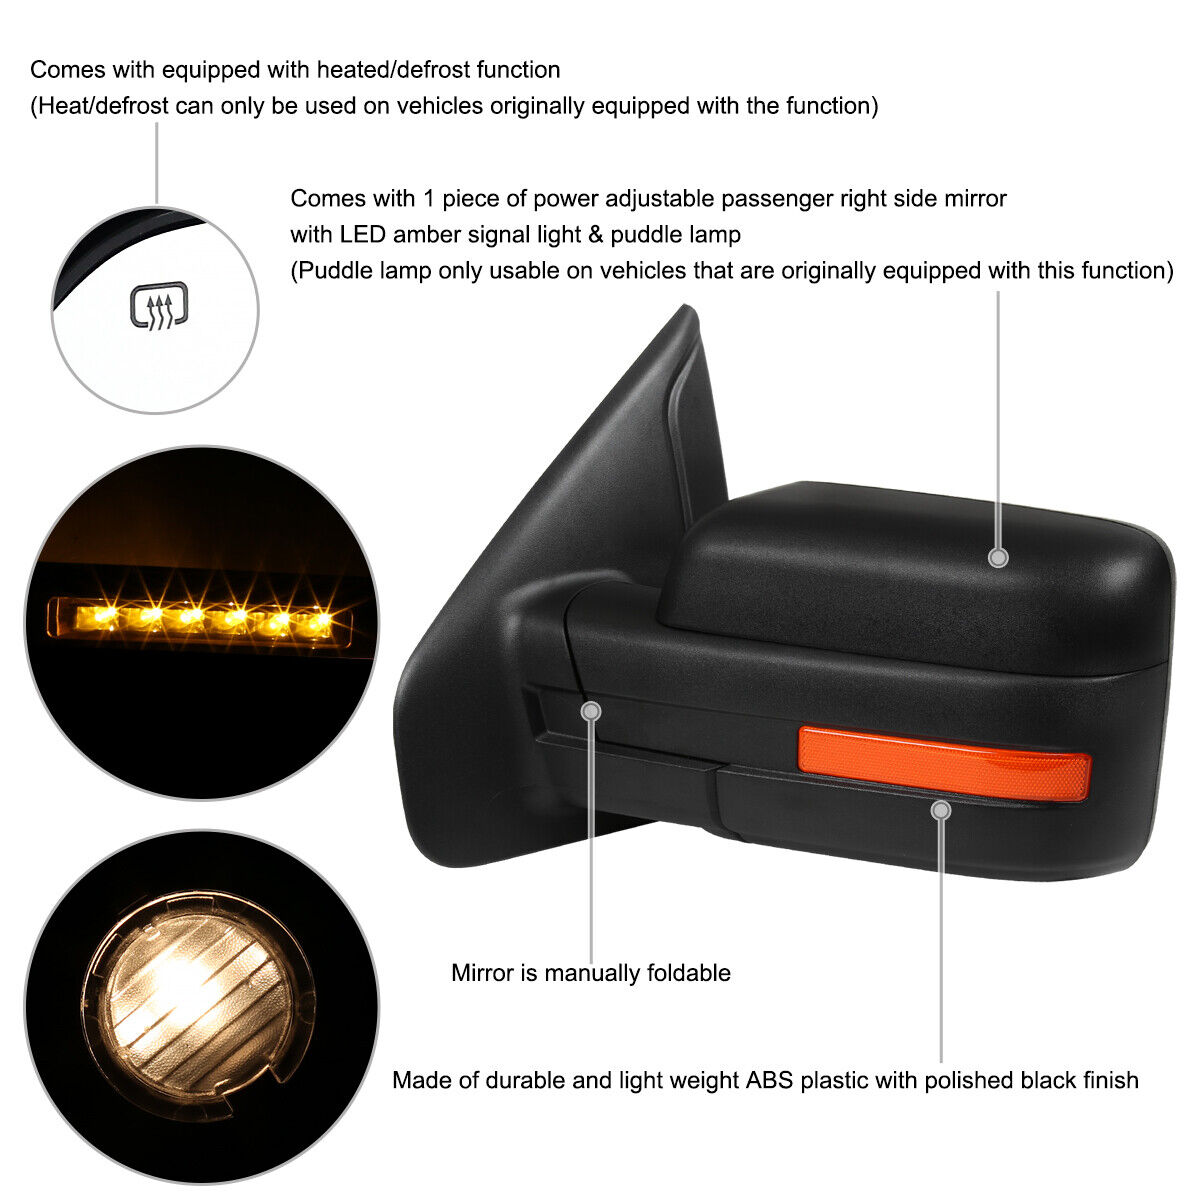 Comes with equipped with heated/defrost function
(Heat/defrost can only be used on vehicles originally equipped with the function)
Comes with 1 piece of power adjustable passenger right side mirror
with LED amber signal light & puddle lamp
(Puddle lamp only usable on vehicles that are originally equipped with this function)
Mirror is manually foldable
Made of durable and light weight ABS plastic with polished black finish